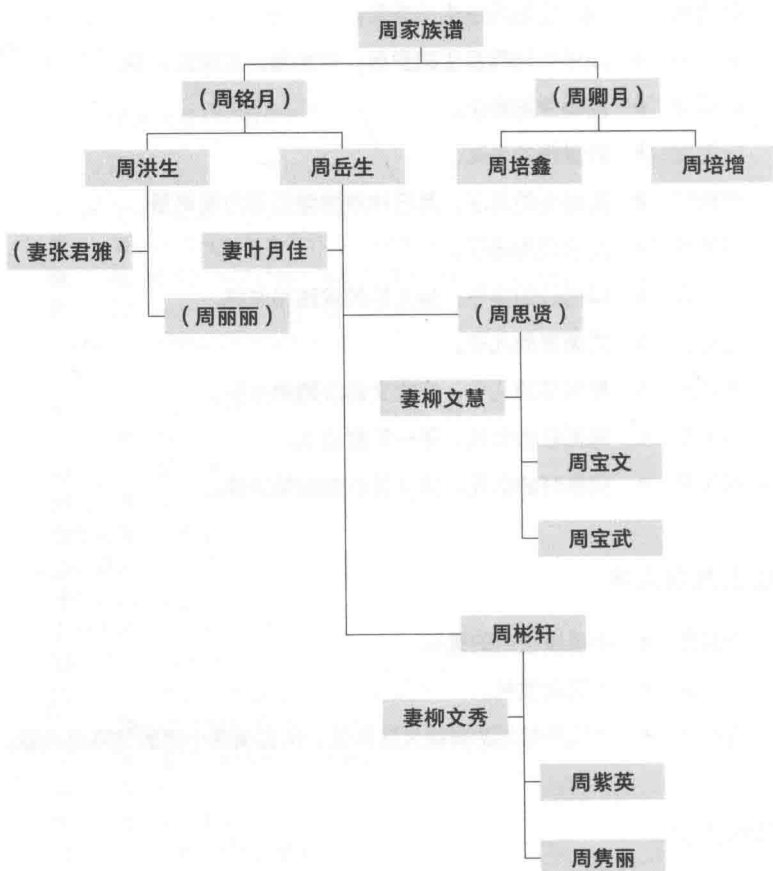 周家族谱
（周铭月）
（周卿月）
周洪生
周岳生
周培鑫
周培增
（妻张君雅）
妻叶月佳
（周丽丽）
（周思贤）
妻柳文慧
周宝文
周宝武
周彬轩
妻柳文秀
周紫英
周隽丽